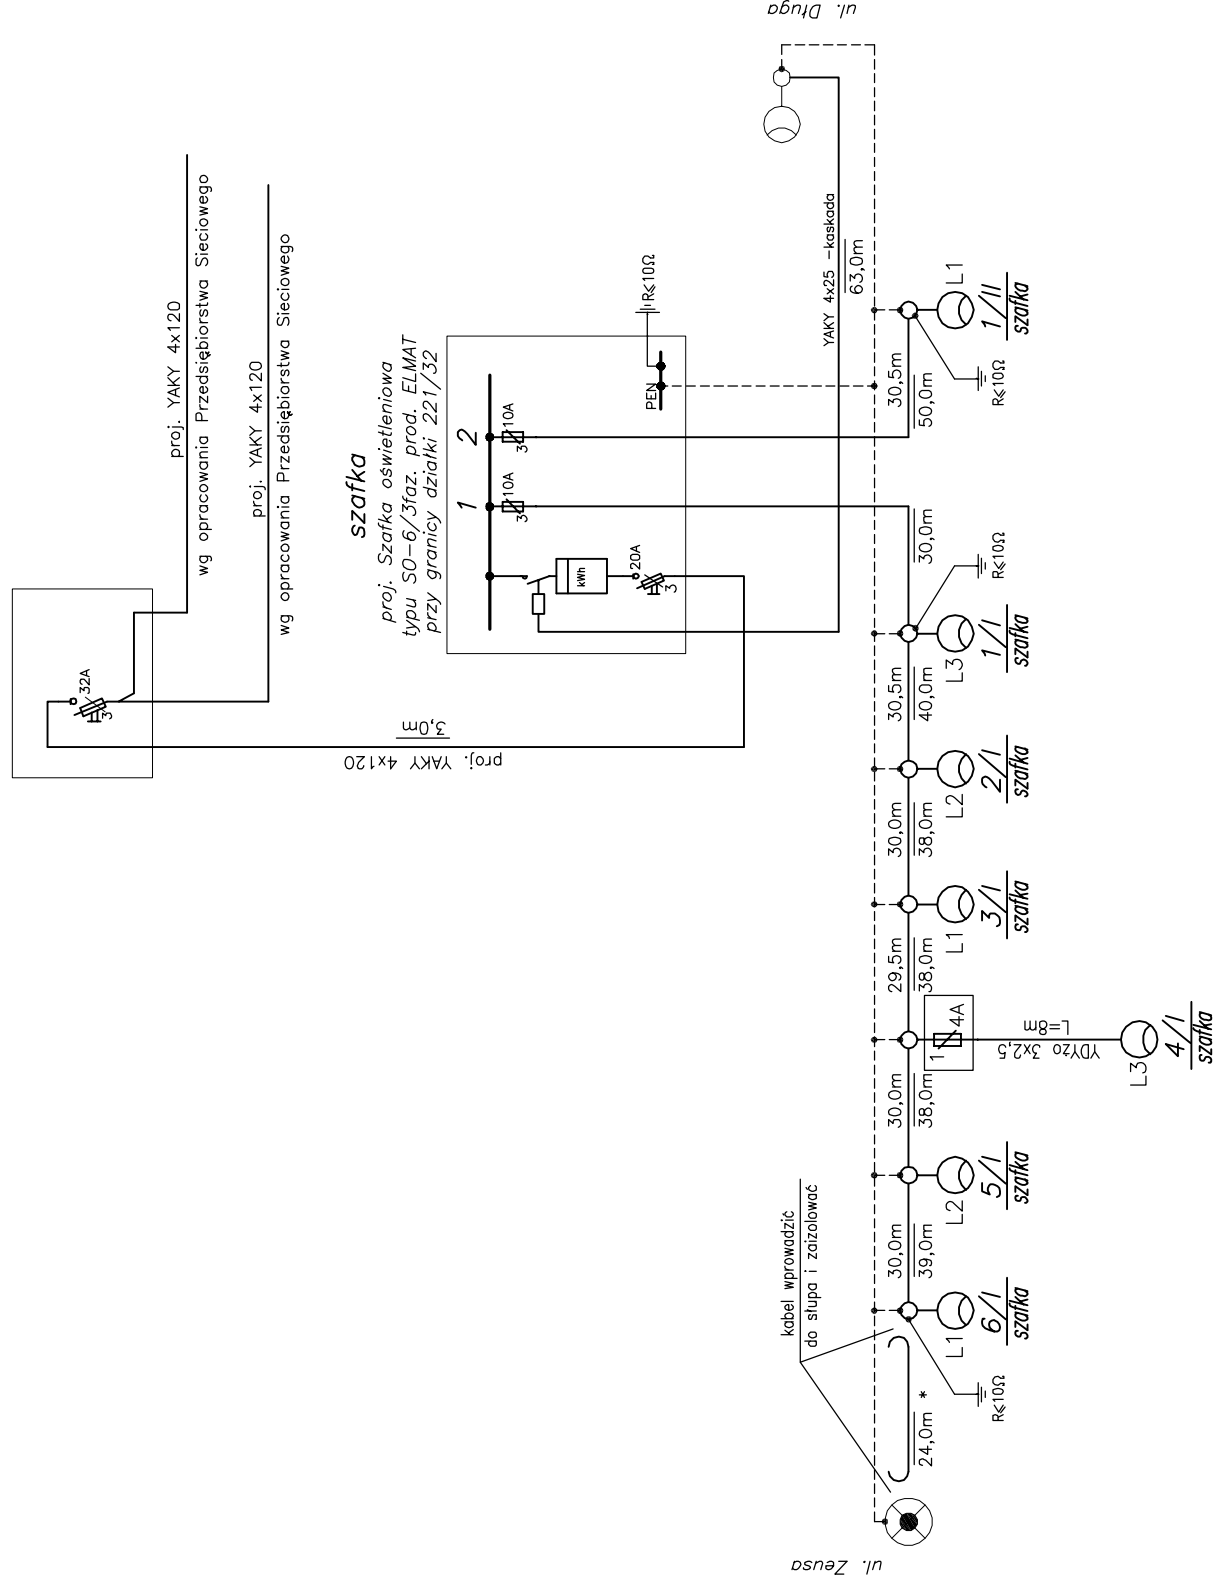 ul. Długa
ul. Zeusa
proj. YAKY 4x120
wg opracowania Przedsiębiorstwa Sieciowego
proj. YAKY 4x120
wg opracowania Przedsiębiorstwa Sieciowego
32A
3
3,0m
proj. YAKY 4x120
szafka
proj. Szafka oświetleniowa
typu SO-6/3faz. prod. ELMAT
przy granicy działki 221/32
1
2
10A
3
10A
3
kWh
20A
3
PEN
R≤10Ω
YAKY 4x25 -kaskada
63,0m
kabel wprowadzić
do słupa i zaizolować
24,0m *
R≤10Ω
L1
6/I
szafka
30,0m
39,0m
L2
5/I
szafka
30,0m
38,0m
1
4A
YDYżo 3x2,5
L=8m
L3
4/I
szafka
29,5m
38,0m
L1
3/I
szafka
30,0m
38,0m
L2
2/I
szafka
30,5m
40,0m
L3
1/I
szafka
R≤10Ω
30,0m
30,5m
50,0m
R≤10Ω
L1
1/II
szafka